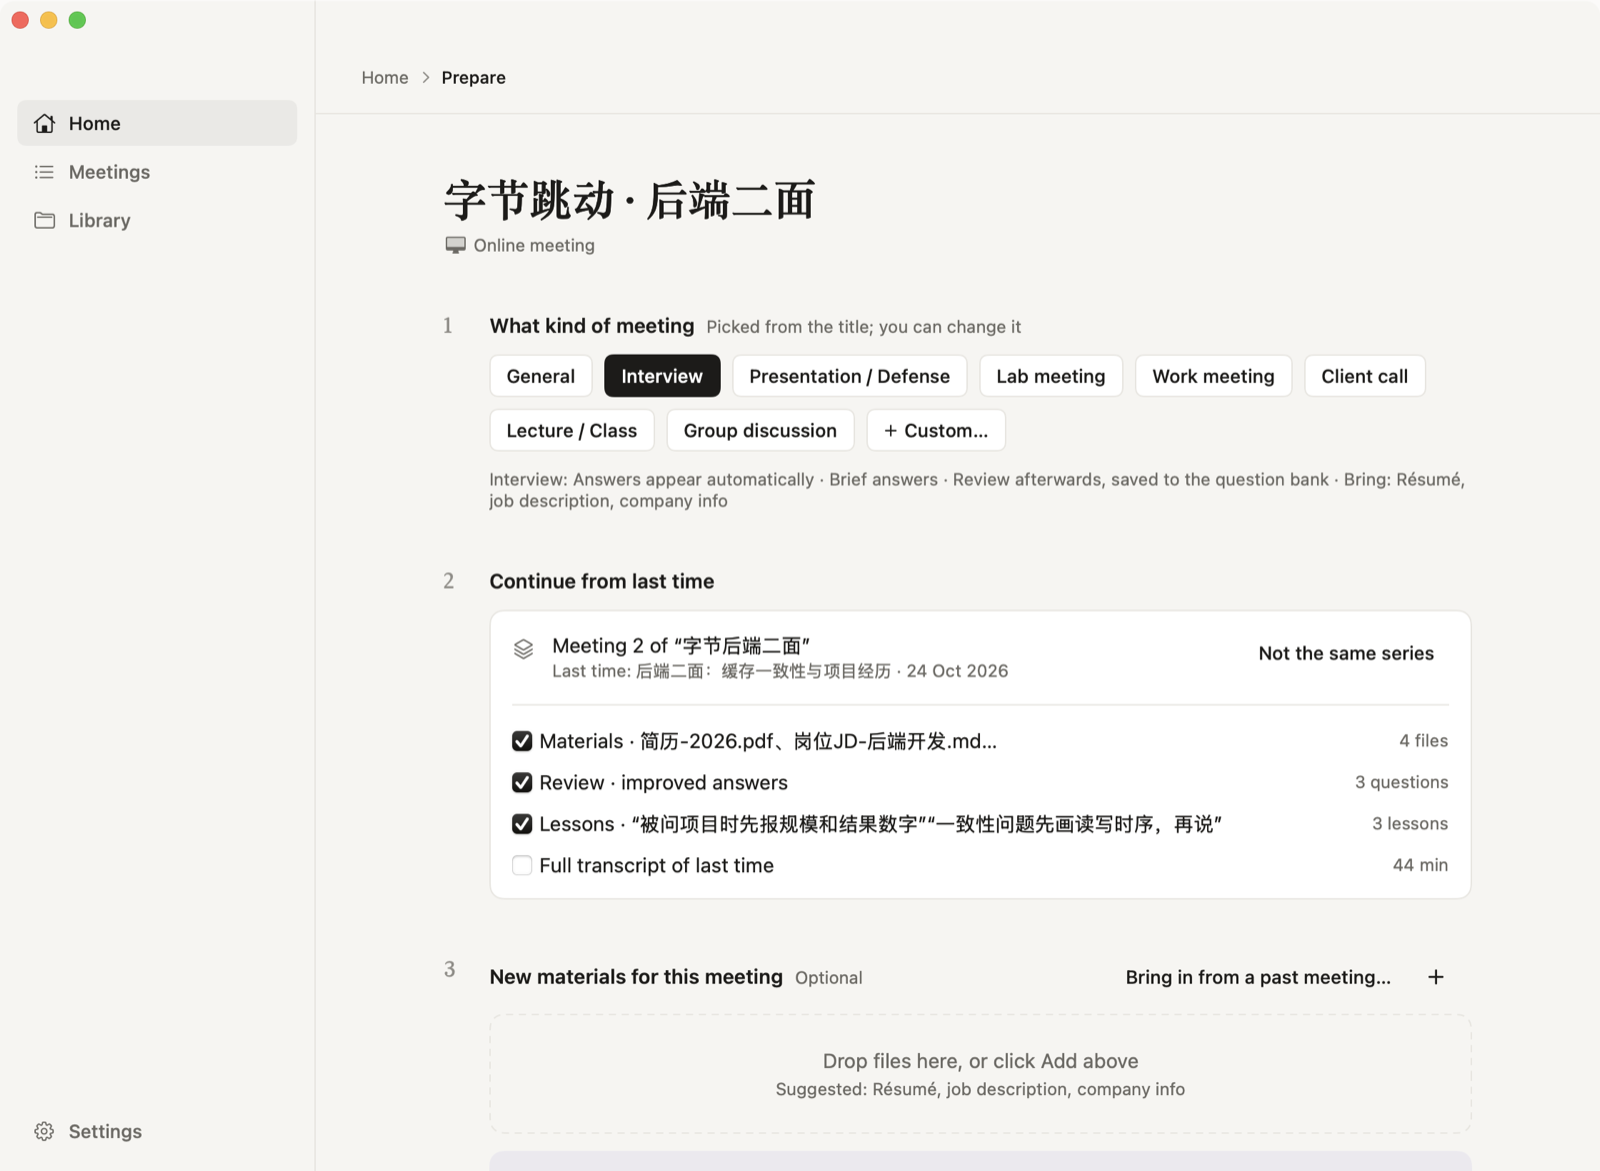 Home > Prepare
Home
Meetings
Library
Settings
字节跳动 · 后端二面
Online meeting
1 What kind of meeting Picked from the title; you can change it
General Interview Presentation / Defense Lab meeting Work meeting Client call
Lecture / Class Group discussion + Custom...
Interview: Answers appear automatically · Brief answers · Review afterwards, saved to the question bank · Bring: Résumé,
job description, company info
2 Continue from last time
Meeting 2 of “字节后端二面”
Last time: 后端二面：缓存一致性与项目经历 · 24 Oct 2026
Not the same series
Materials · 简历-2026.pdf、岗位JD-后端开发.md... 4 files
Review · improved answers 3 questions
Lessons · “被问项目时先报规模和结果数字”“一致性问题先画读写时序，再说” 3 lessons
Full transcript of last time 44 min
3 New materials for this meeting Optional Bring in from a past meeting... +
Drop files here, or click Add above
Suggested: Résumé, job description, company info